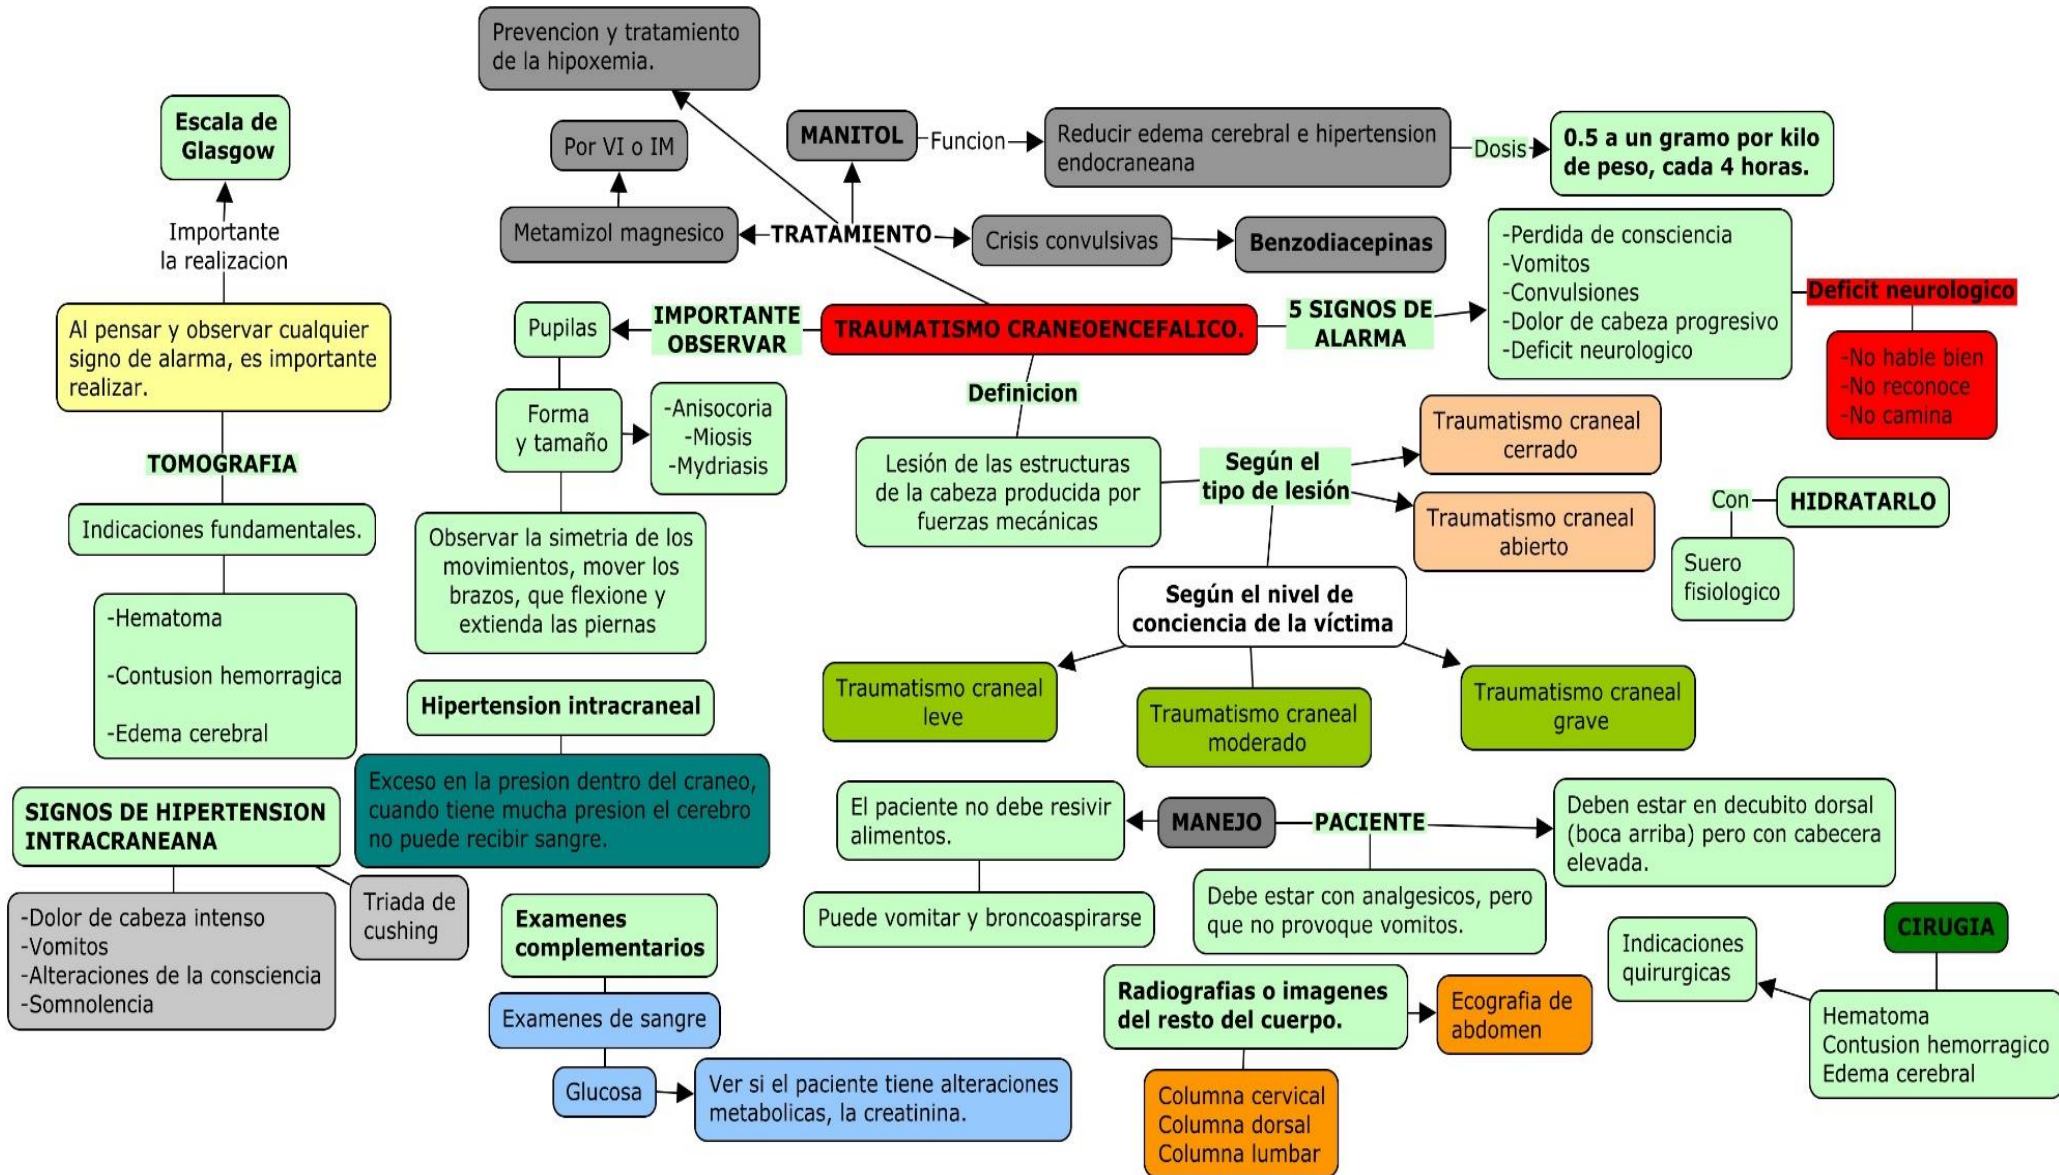 Prevencion y tratamiento
de la hipoxemia.
Escala de
Glasgow
Importante
la realizacion
Al pensar y observar cualquier
signo de alarma, es importante
realizar.
TOMOGRAFIA
Indicaciones fundamentales.
-Hematoma
-Contusion hemorragica
-Edema cerebral
Por VI o IM
Metamizol magnesico
TRATAMIENTO
MANITOL
Funcion
Reducir edema cerebral e hipertension
endocraneana
Dosis
0.5 a un gramo por kilo
de peso, cada 4 horas.
Crisis convulsivas
Benzodiacepinas
TRAUMATISMO CRANEOENCEFALICO.
5 SIGNOS DE
ALARMA
-Perdida de consciencia
-Vomitos
-Convulsiones
-Dolor de cabeza progresivo
-Deficit neurologico
Deficit neurologico
-No hable bien
-No reconoce
-No camina
IMPORTANTE
OBSERVAR
Pupilas
Forma
y tamaño
-Anisocoria
-Miosis
-Mydriasis
Observar la simetria de los
movimientos, mover los
brazos, que flexione y
extienda las piernas
Definicion
Lesión de las estructuras
de la cabeza producida por
fuerzas mecánicas
Según el
tipo de lesión
Traumatismo craneal
cerrado
Traumatismo craneal
abierto
Según el nivel de
conciencia de la víctima
Traumatismo craneal
leve
Traumatismo craneal
moderado
Traumatismo craneal
grave
Con
HIDRATARLO
Suero
fisiologico
Hipertension intracraneal
Exceso en la presion dentro del craneo,
cuando tiene mucha presion el cerebro
no puede recibir sangre.
SIGNOS DE HIPERTENSION
INTRACRANEANA
-Dolor de cabeza intenso
-Vomitos
-Alteraciones de la consciencia
-Somnolencia
Triada de
cushing
Examenes
complementarios
Examenes de sangre
Glucosa
Ver si el paciente tiene alteraciones
metabolicas, la creatinina.
El paciente no debe resivir
alimentos.
Puede vomitar y broncoaspirarse
MANEJO
PACIENTE
Deben estar en decubito dorsal
(boca arriba) pero con cabecera
elevada.
Debe estar con analgesicos, pero
que no provoque vomitos.
Radiografias o imagenes
del resto del cuerpo.
Ecografia de
abdomen
Columna cervical
Columna dorsal
Columna lumbar
CIRUGIA
Indicaciones
quirurgicas
Hematoma
Contusion hemorragico
Edema cerebral